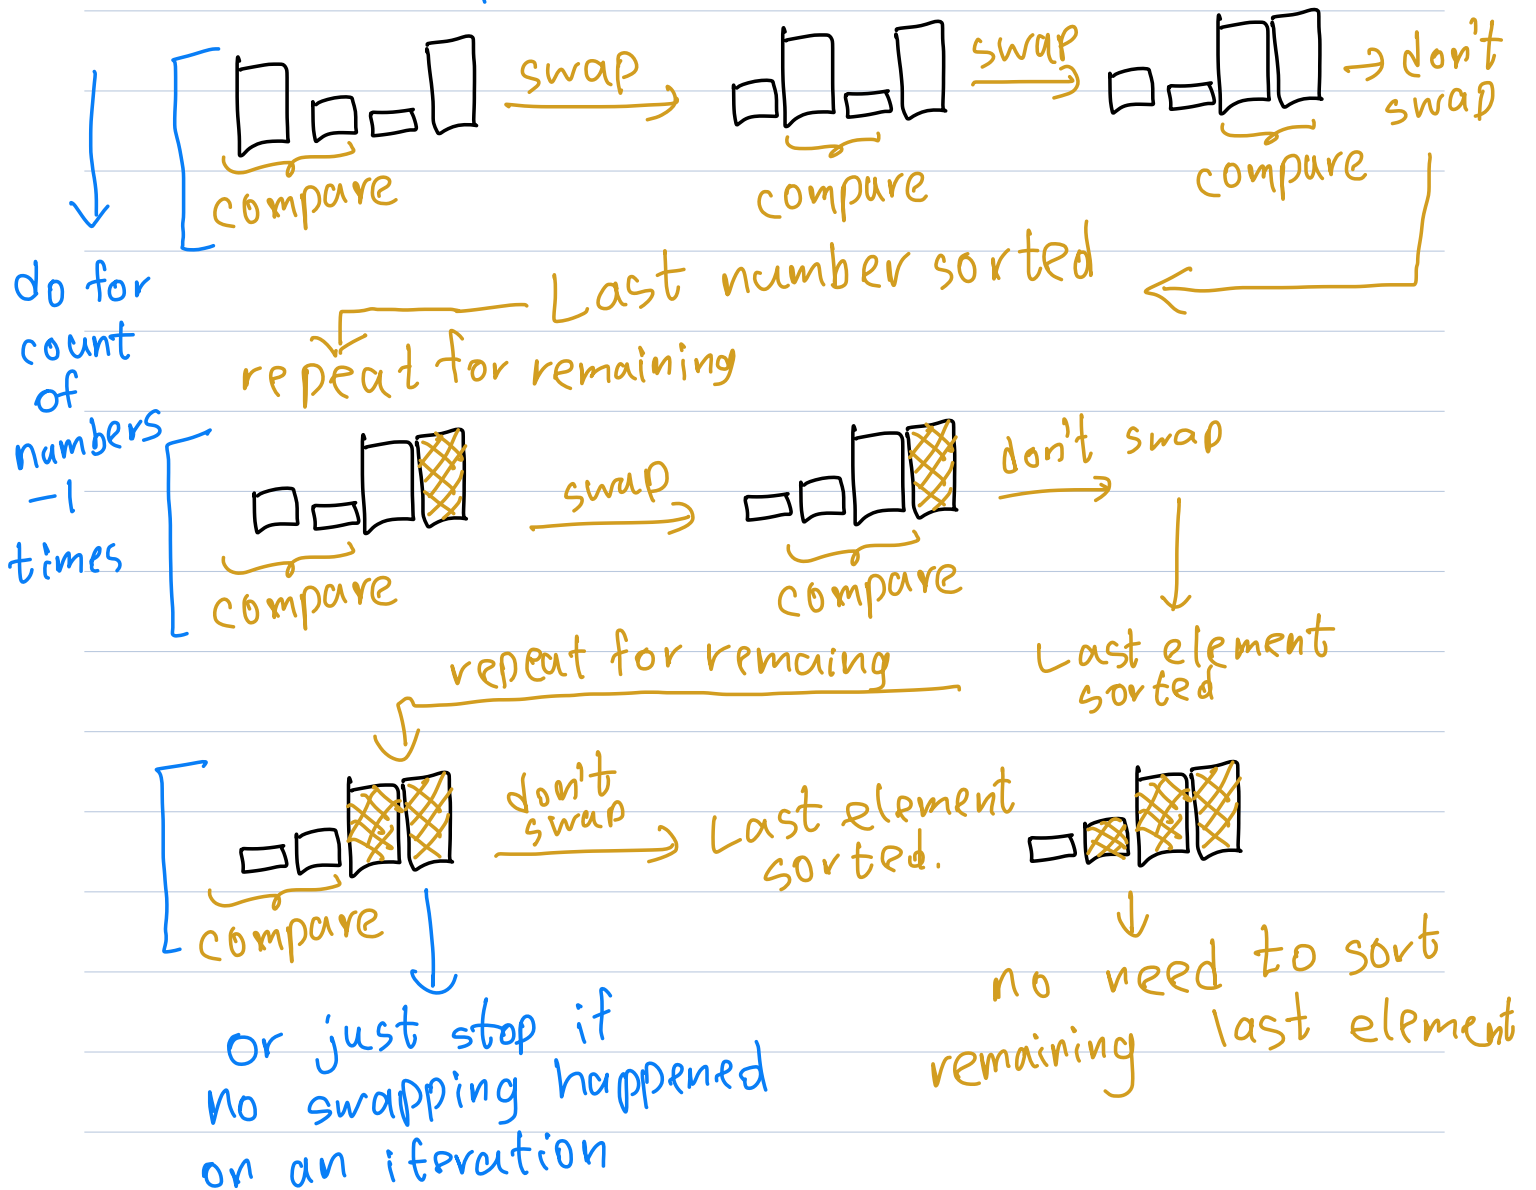 swap
swap
→ don't
swap
compare
compare
compare
Last number sorted
repeat for remaining
do for
count
of
numbers
-1
times
swap
don't swap
compare
compare
Last element
sorted
repeat for remaing
don't
swap
Last element
sorted.
compare
no need to sort
remaining last element
or just stop if
no swapping happened
on an iteration